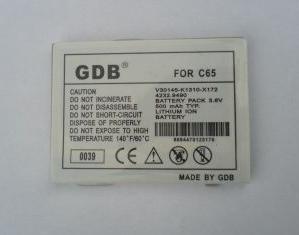 GDB® FOR C65
CAUTION
DO NOT INCINERATE
DO NOT DISASSEMBLE
DO NOT SHORT CIRCUIT
DISPOSE OF PROPERLY
DO NOT EXPOSE TO HIGH
TEMPERATURE 140°F/60°C
V30145-K1310-X172
4232.9490
BATTERY PACK 3.6V
500 mAh TYP.
LITHIUM ION
BATTERY
0039
CE
MADE BY GDB